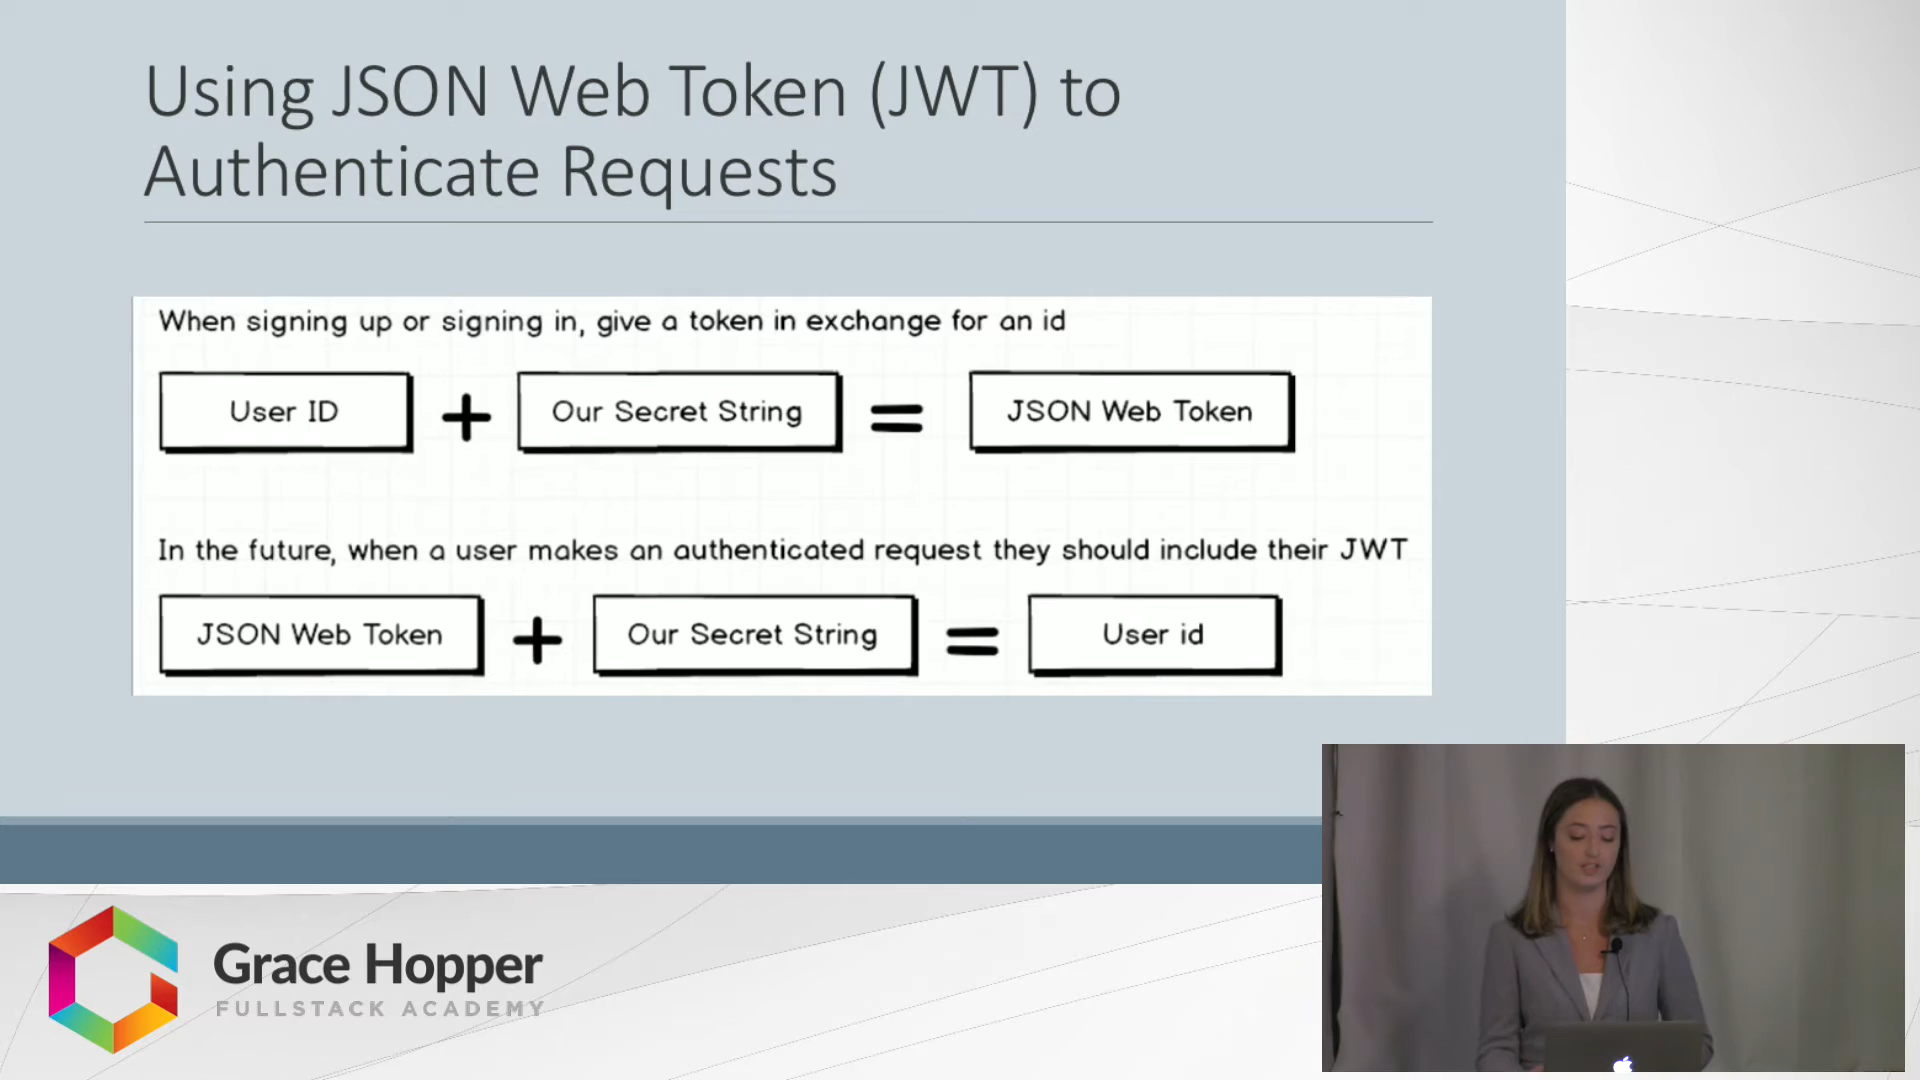 Using JSON Web Token (JWT) to
Authenticate Requests
When signing up or signing in, give a token in exchange for an id
User ID + Our Secret String = JSON Web Token
In the future, when a user makes an authenticated request they should include their JWT
JSON Web Token + Our Secret String = User id
Grace Hopper
FULLSTACK ACADEMY